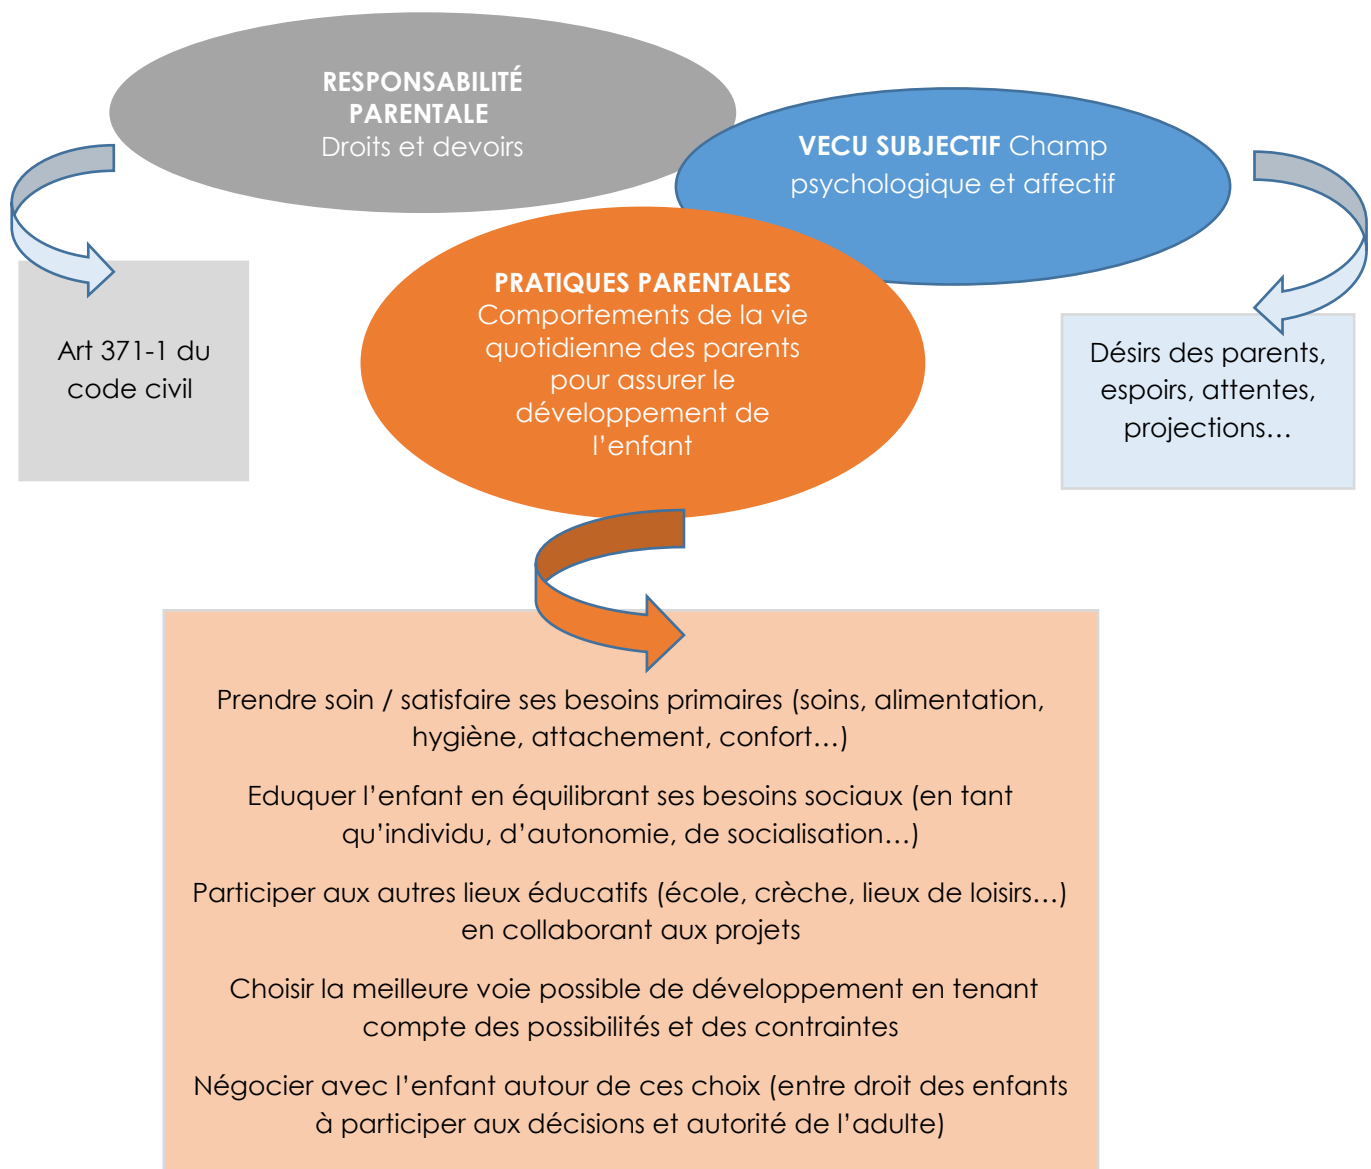 RESPONSABILITÉ
PARENTALE
Droits et devoirs
VECU SUBJECTIF Champ
psychologique et affectif
PRATIQUES PARENTALES
Comportements de la vie
quotidienne des parents
pour assurer le
développement de
l’enfant
Art 371-1 du
code civil
Désirs des parents,
espoirs, attentes,
projections…
Prendre soin / satisfaire ses besoins primaires (soins, alimentation,
hygiène, attachement, confort…)
Eduquer l’enfant en équilibrant ses besoins sociaux (en tant
qu’individu, d’autonomie, de socialisation…)
Participer aux autres lieux éducatifs (école, crèche, lieux de loisirs…)
en collaborant aux projets
Choisir la meilleure voie possible de développement en tenant
compte des possibilités et des contraintes
Négocier avec l’enfant autour de ces choix (entre droit des enfants
à participer aux décisions et autorité de l’adulte)